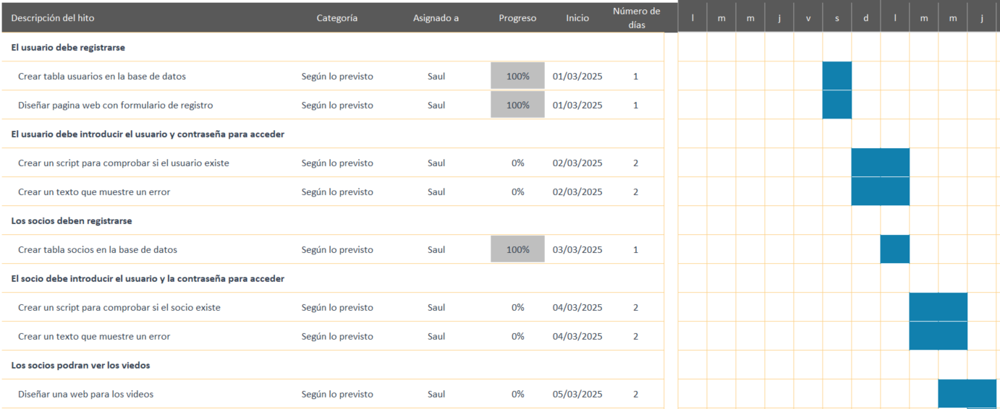 Descripción del hito Categoría Asignado a Progreso Inicio Número de días l m m j v s d l m m j
El usuario debe registrarse
Crear tabla usuarios en la base de datos Según lo previsto Saul 100% 01/03/2025 1
Diseñar pagina web con formulario de registro Según lo previsto Saul 100% 01/03/2025 1
El usuario debe introducir el usuario y contraseña para acceder
Crear un script para comprobar si el usuario existe Según lo previsto Saul 0% 02/03/2025 2
Crear un texto que muestre un error Según lo previsto Saul 0% 02/03/2025 2
Los socios deben registrarse
Crear tabla socios en la base de datos Según lo previsto Saul 100% 03/03/2025 1
El socio debe introducir el usuario y la contraseña para acceder
Crear un script para comprobar si el socio existe Según lo previsto Saul 0% 04/03/2025 2
Crear un texto que muestre un error Según lo previsto Saul 0% 04/03/2025 2
Los socios podran ver los viedos
Diseñar una web para los videos Según lo previsto Saul 0% 05/03/2025 2